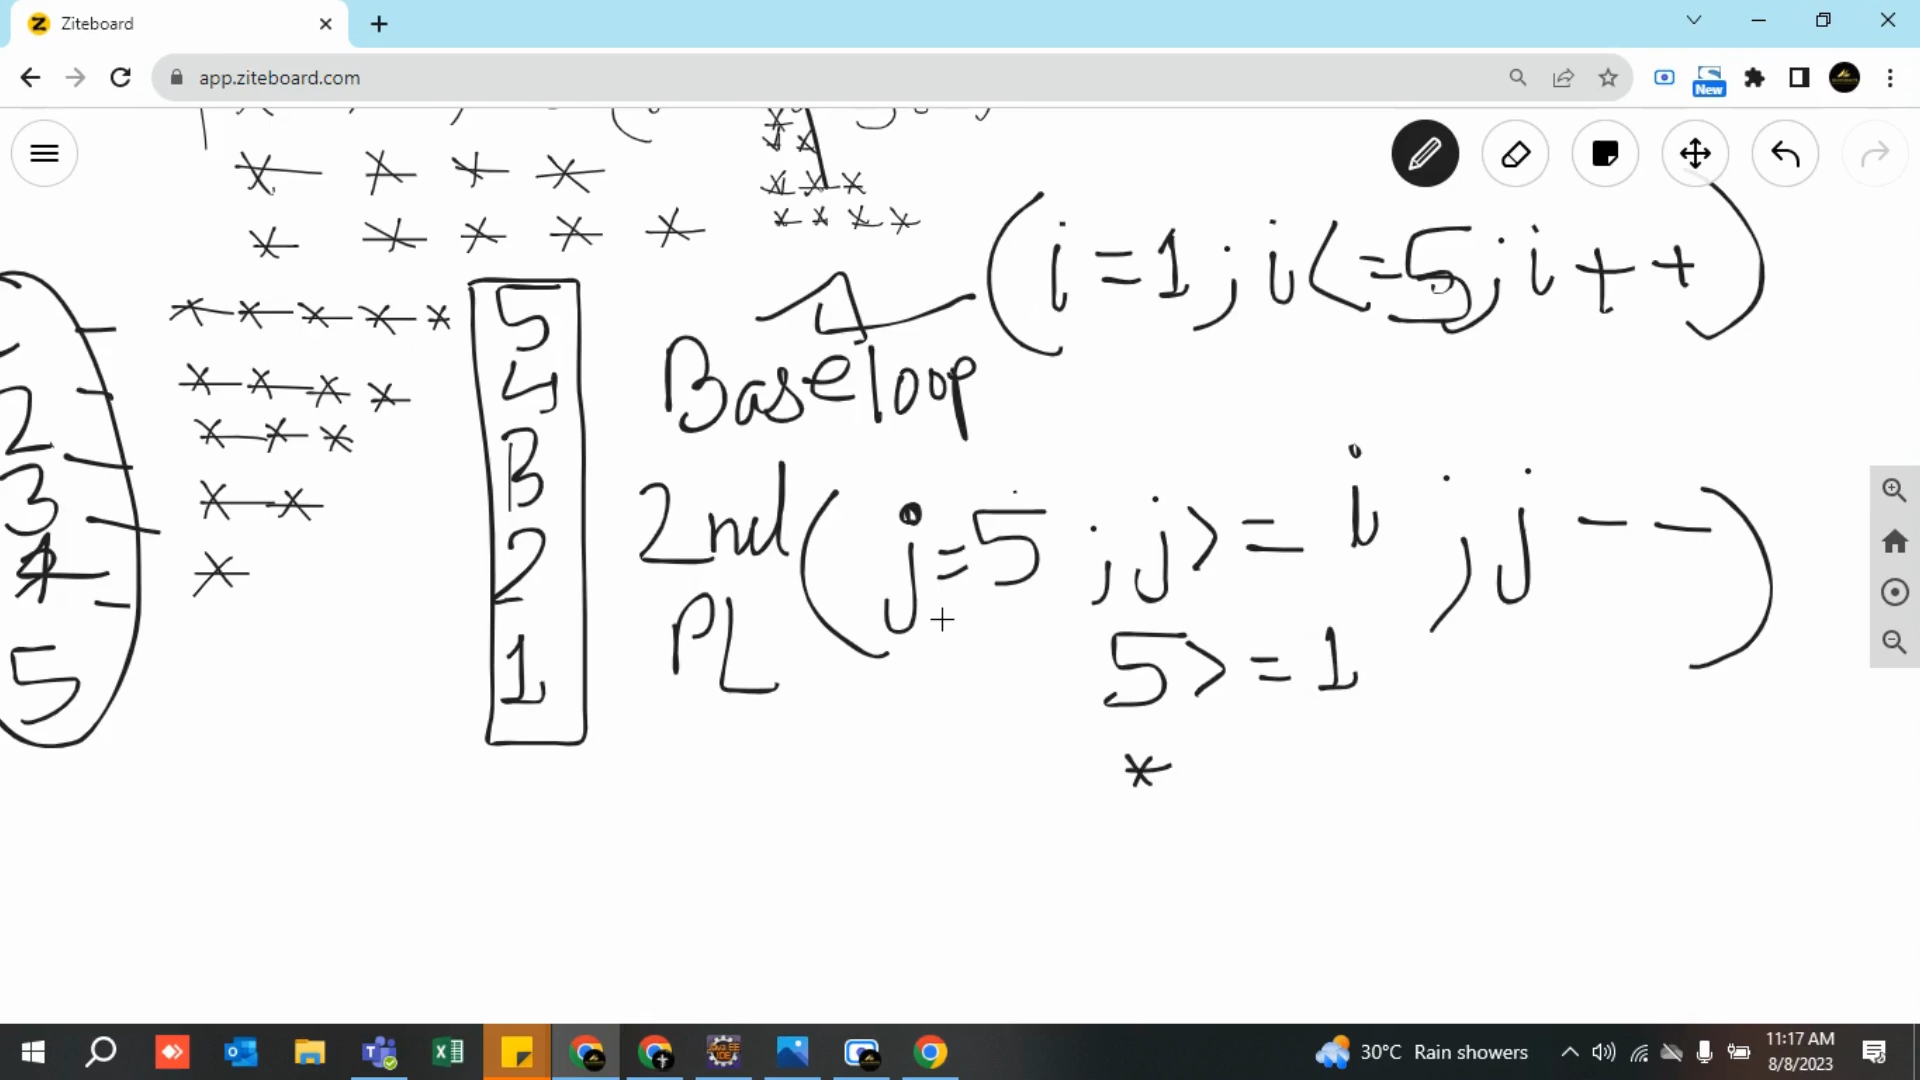 Ziteboard
app.ziteboard.com
New
* * * *
* * * * *
* *
* * *
* * * *
(i=1;i<=5;i++)
Baseloop
* * * * * 5
2 * * * * 4
3 * * * 3
4 * * 2
5 * 1
2nd (j=5;j>=i;j--)
PL
5>=1
*
30°C Rain showers
11:17 AM
8/8/2023